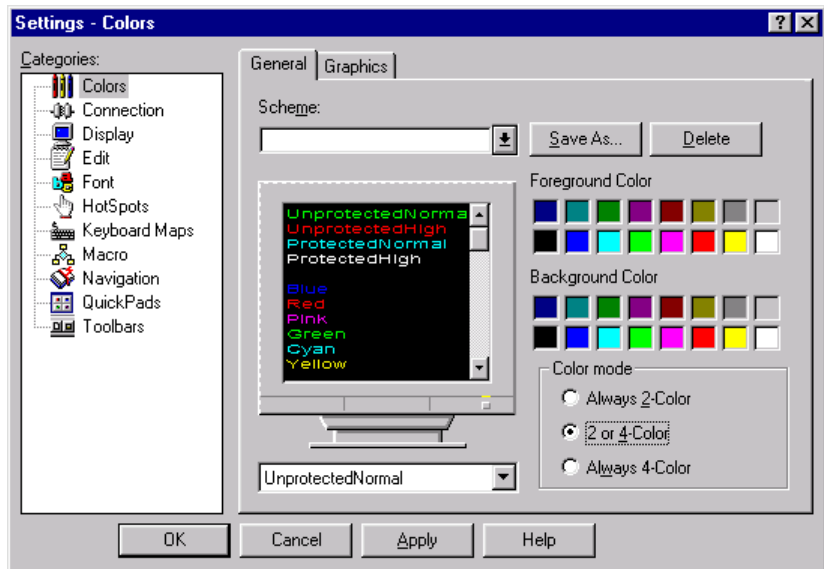 Settings - Colors
Categories:
Colors
Connection
Display
Edit
Font
HotSpots
Keyboard Maps
Macro
Navigation
QuickPads
Toolbars
General Graphics
Scheme:
Save As... Delete
UnprotectedNorma
UnprotectedHigh
ProtectedNormal
ProtectedHigh
Blue
Red
Pink
Green
Cyan
Yellow
UnprotectedNormal
Foreground Color
Background Color
Color mode
Always 2-Color
2 or 4-Color
Always 4-Color
OK Cancel Apply Help